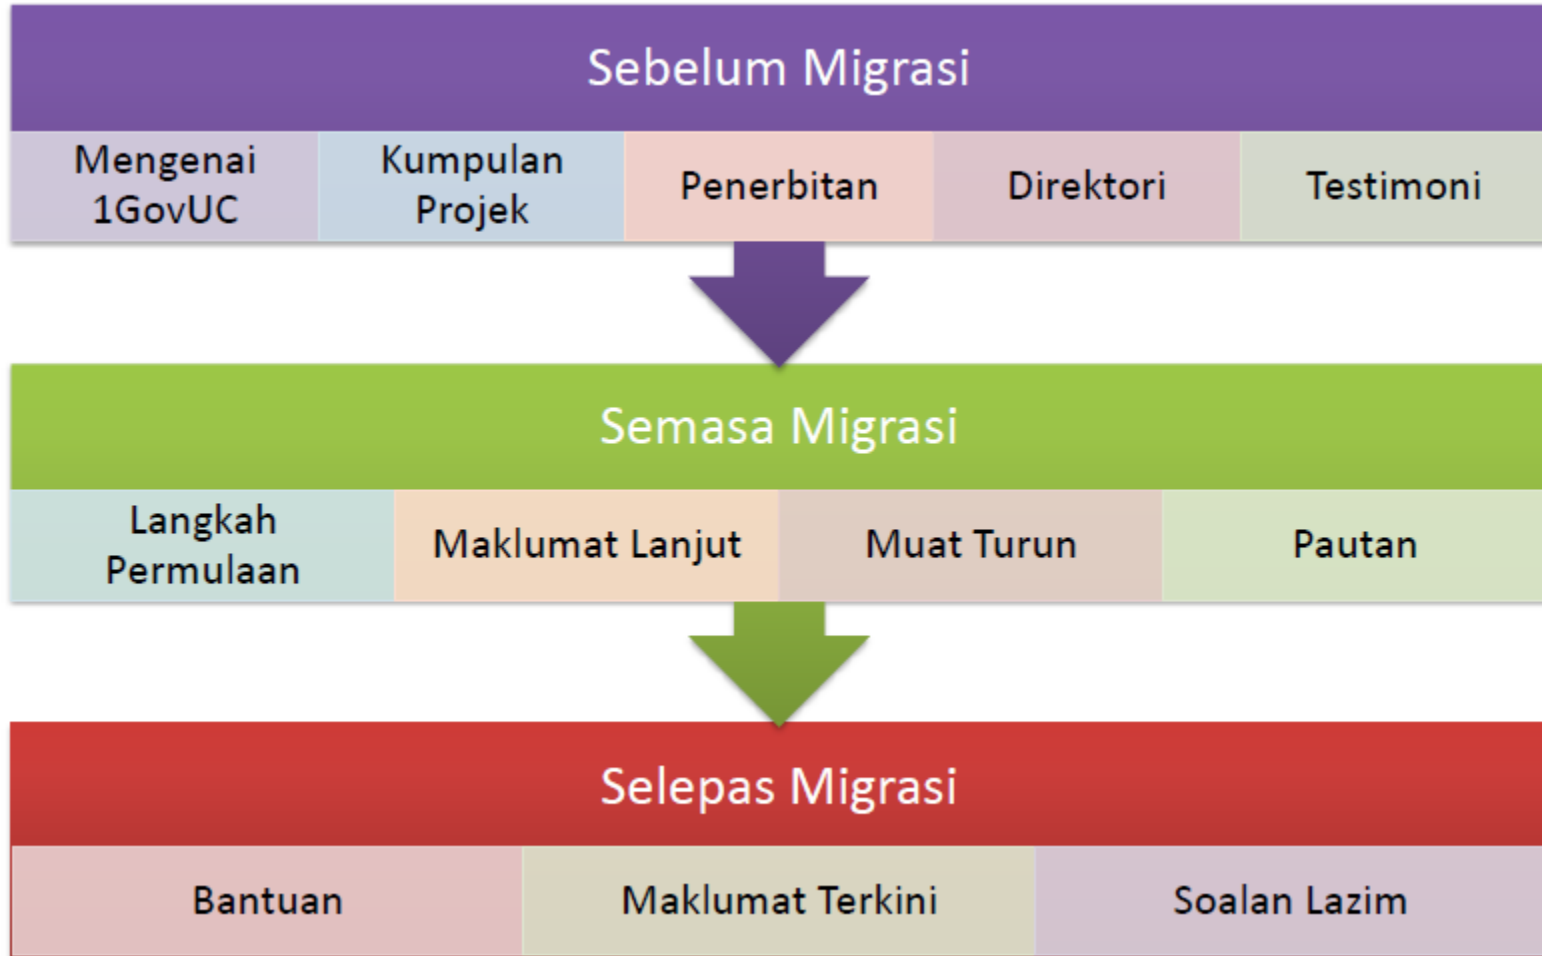 Sebelum Migrasi
Mengenai
1GovUC
Kumpulan
Projek
Penerbitan
Direktori
Testimoni
Semasa Migrasi
Langkah
Permulaan
Maklumat Lanjut
Muat Turun
Pautan
Selepas Migrasi
Bantuan
Maklumat Terkini
Soalan Lazim